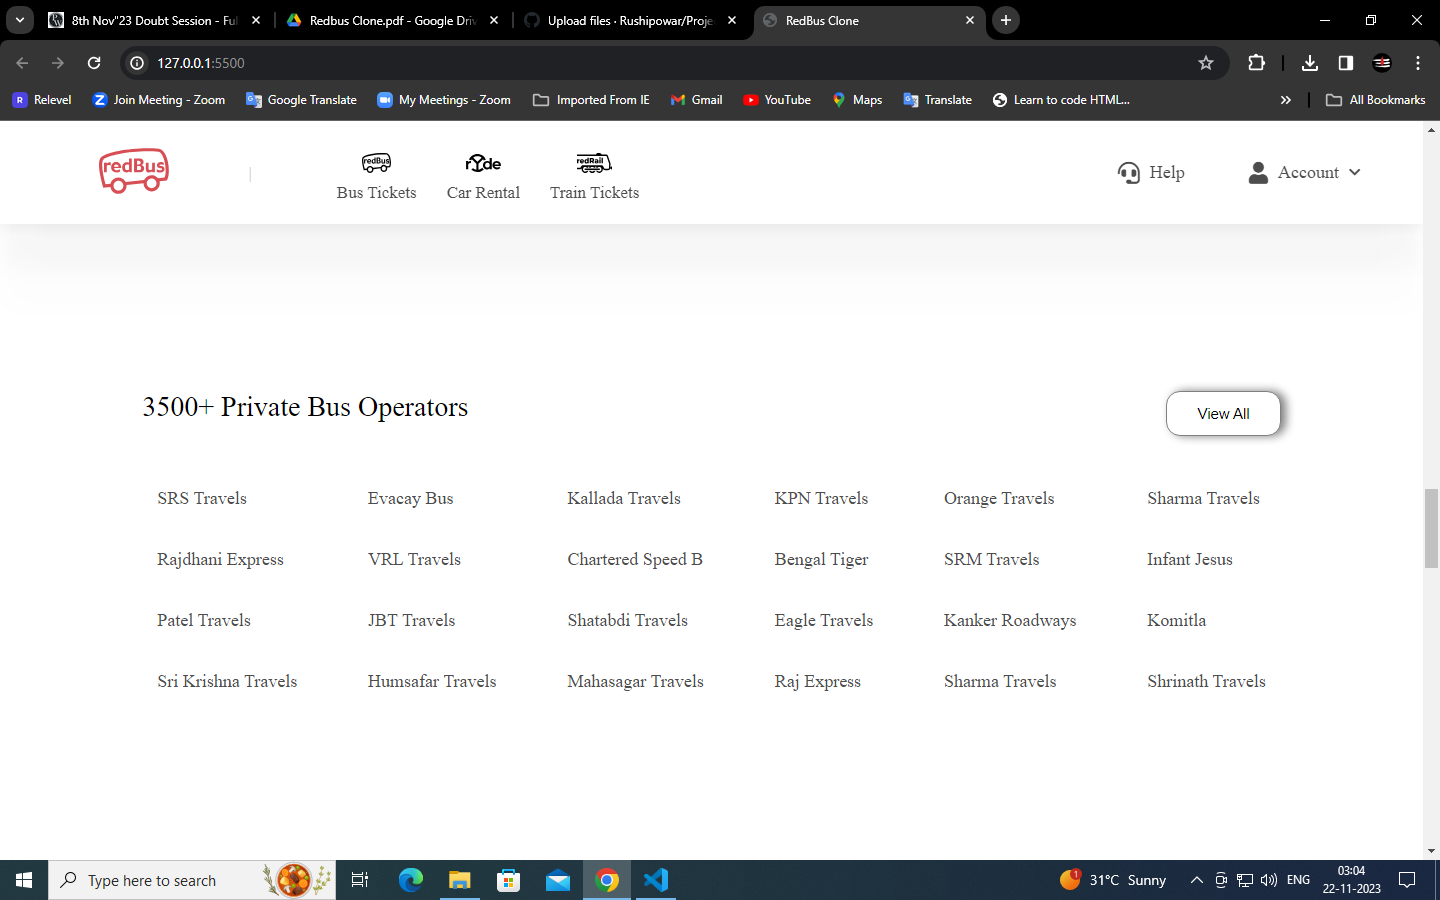 8th Nov"23 Doubt Session - Ful
Redbus Clone.pdf - Google Driv
Upload files · Rushipowar/Proje
RedBus Clone
127.0.0.1:5500
Relevel
Join Meeting - Zoom
Google Translate
My Meetings - Zoom
Imported From IE
Gmail
YouTube
Maps
Translate
Learn to code HTML...
All Bookmarks
redBus
redBus
Bus Tickets
ryde
Car Rental
redRail
Train Tickets
Help
Account
3500+ Private Bus Operators
View All
SRS Travels Evacay Bus Kallada Travels KPN Travels Orange Travels Sharma Travels
Rajdhani Express VRL Travels Chartered Speed B Bengal Tiger SRM Travels Infant Jesus
Patel Travels JBT Travels Shatabdi Travels Eagle Travels Kanker Roadways Komitla
Sri Krishna Travels Humsafar Travels Mahasagar Travels Raj Express Sharma Travels Shrinath Travels
Type here to search
1
31°C Sunny
ENG
03:04
22-11-2023